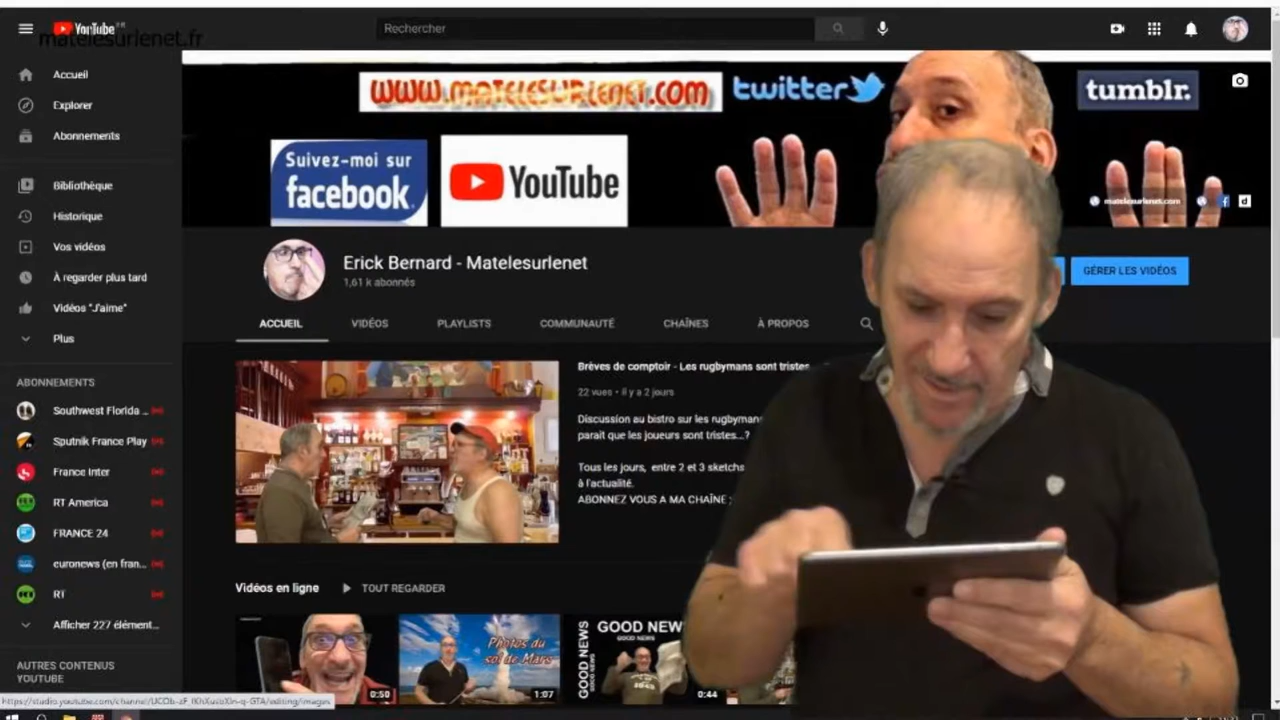 YouTube FR
matelesurlenet.fr
Rechercher
Accueil
Explorer
Abonnements
Bibliothèque
Historique
Vos vidéos
À regarder plus tard
Vidéos "J'aime"
Plus
ABONNEMENTS
Southwest Florida ...
Sputnik France Play
France Inter
RT America
FRANCE 24
euronews (en fran...
RT
Afficher 227 élément...
AUTRES CONTENUS
YOUTUBE
www.matelesurlenet.com
twitter
tumblr.
Suivez-moi sur
facebook
YouTube
matelesurlenet.com
Erick Bernard - Matelesurlenet
1,61 k abonnés
GÉRER LES VIDÉOS
ACCUEIL
VIDÉOS
PLAYLISTS
COMMUNAUTÉ
CHAÎNES
À PROPOS
Brèves de comptoir - Les rugbymans sont tristes
22 vues • il y a 2 jours
Discussion au bistro sur les rugbyman
paraît que les joueurs sont tristes...?
Tous les jours, entre 2 et 3 sketchs
à l'actualité.
ABONNEZ VOUS A MA CHAÎNE :
Vidéos en ligne
TOUT REGARDER
0:50
Photos du
sol de Mars
1:07
GOOD NEWS
GOOD NEWS
GOOD NEWS
0:44